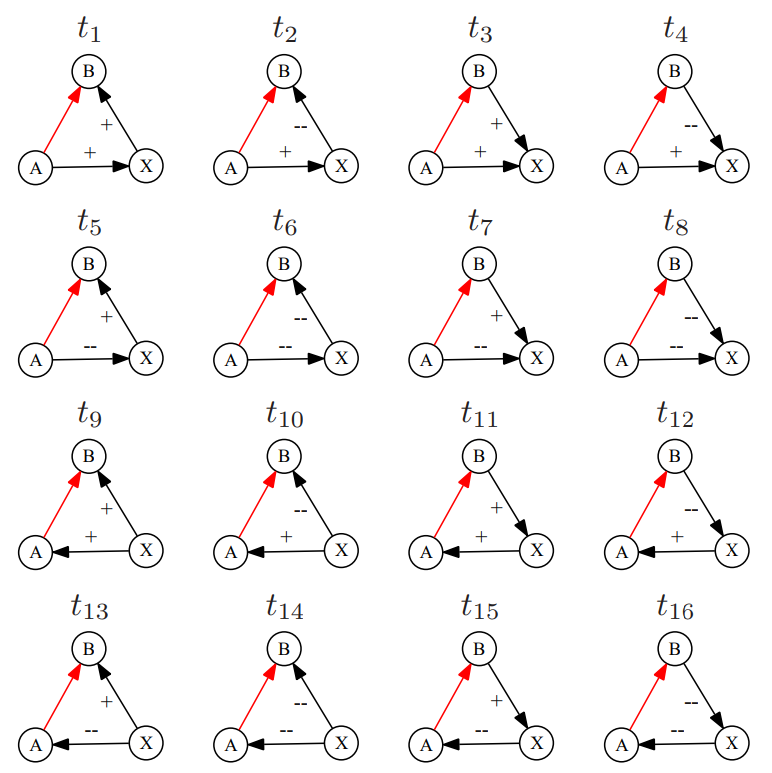 t1 t2 t3 t4
B B B B
+ -- + --
+ + + +
A X A X A X A X
t5 t6 t7 t8
B B B B
+ -- + --
-- -- -- --
A X A X A X A X
t9 t10 t11 t12
B B B B
+ -- + --
+ + + +
A X A X A X A X
t13 t14 t15 t16
B B B B
+ -- + --
-- -- -- --
A X A X A X A X